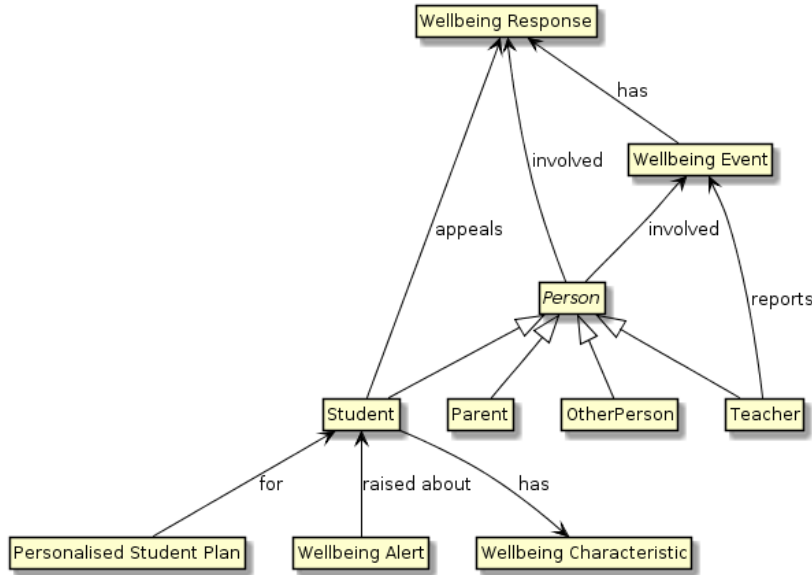 Wellbeing Response
has
Wellbeing Event
involved
appeals
involved
Person
reports
Student
Parent
OtherPerson
Teacher
for
raised about
has
Personalised Student Plan
Wellbeing Alert
Wellbeing Characteristic